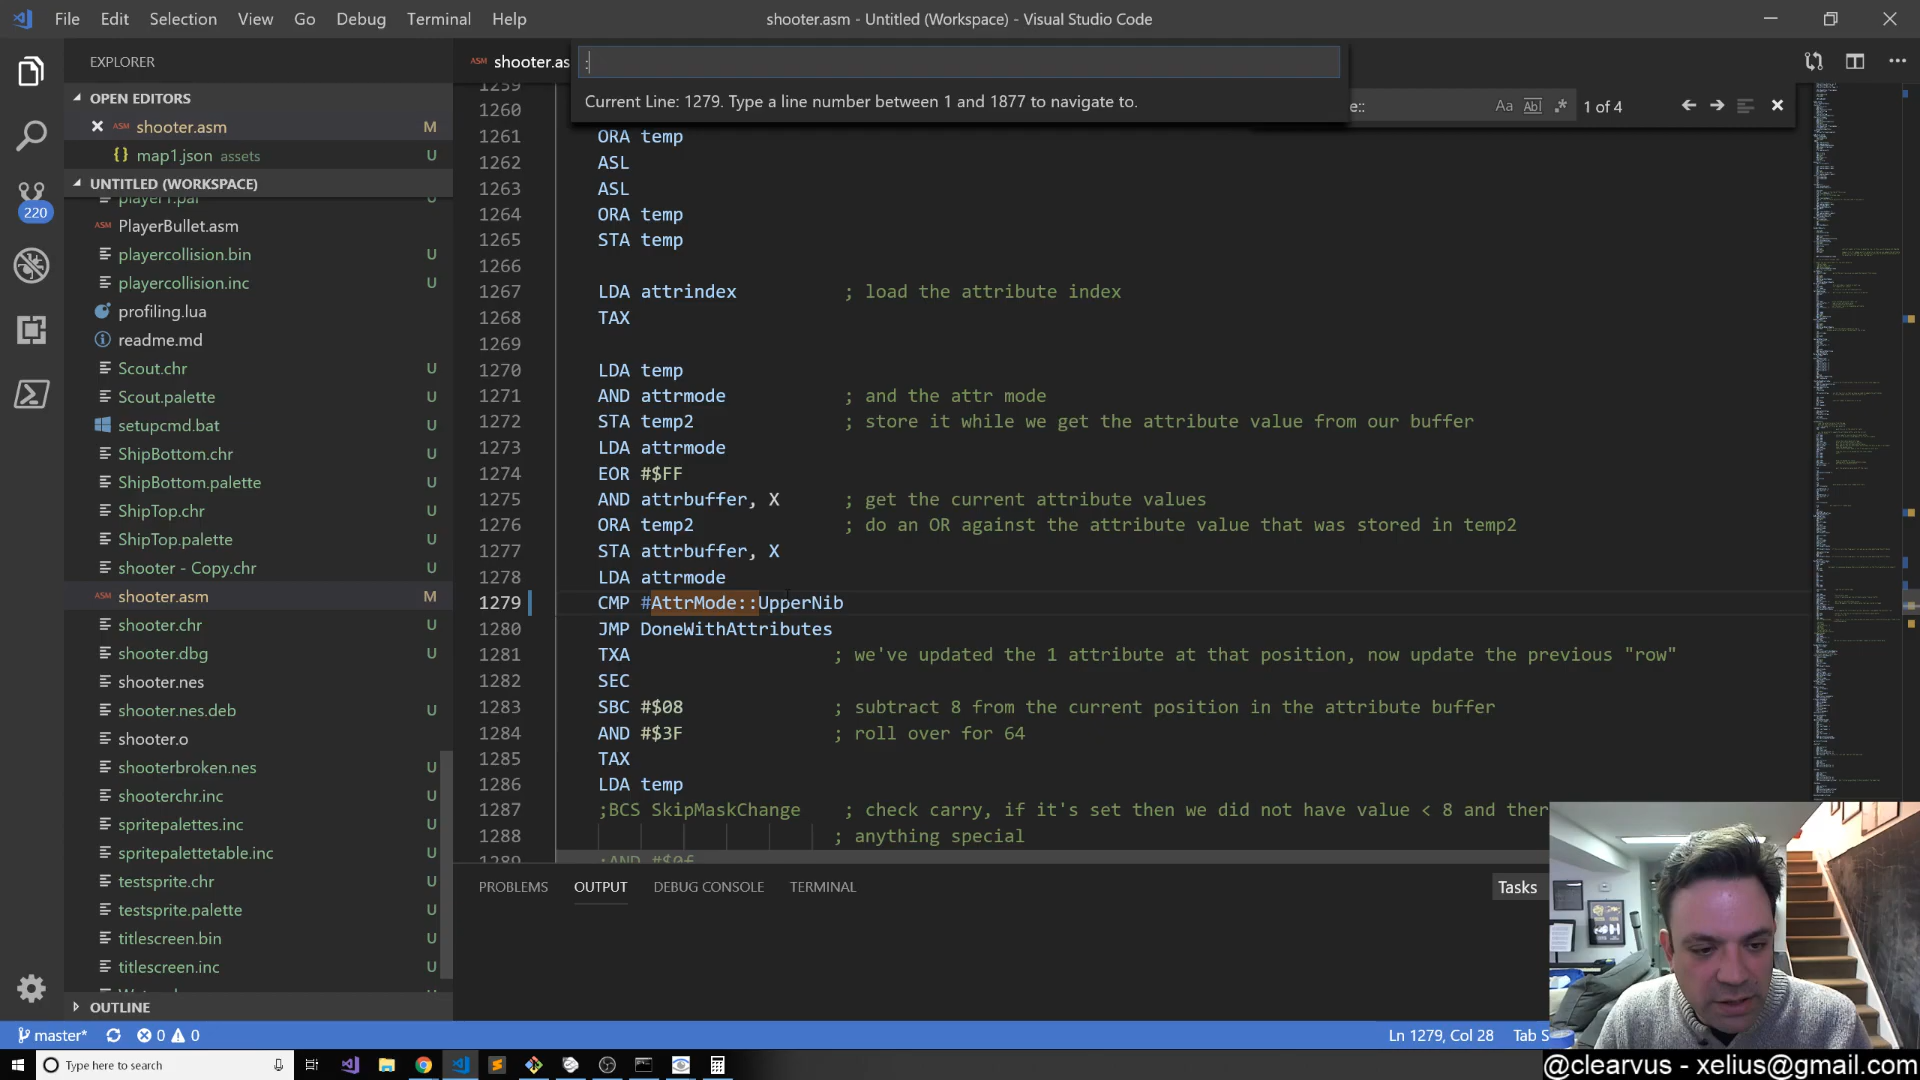 File Edit Selection View Go Debug Terminal Help
shooter.asm - Untitled (Workspace) - Visual Studio Code
EXPLORER
OPEN EDITORS
shooter.asm M
map1.json assets U
UNTITLED (WORKSPACE)
player1.pal U
PlayerBullet.asm
playercollision.bin U
playercollision.inc U
profiling.lua
readme.md
Scout.chr U
Scout.palette U
setupcmd.bat U
ShipBottom.chr U
ShipBottom.palette U
ShipTop.chr U
ShipTop.palette U
shooter - Copy.chr U
shooter.asm M
shooter.chr U
shooter.dbg U
shooter.nes
shooter.nes.deb U
shooter.o
shooterbroken.nes U
shooterchr.inc U
spritepalettes.inc U
spritepalettetable.inc U
testsprite.chr U
testsprite.palette U
titlescreen.bin U
titlescreen.inc U
OUTLINE
220
shooter.as
:
Current Line: 1279. Type a line number between 1 and 1877 to navigate to.
e:: Aa Abl .* 1 of 4
1259
1260
1261 ORA temp
1262 ASL
1263 ASL
1264 ORA temp
1265 STA temp
1266
1267 LDA attrindex ; load the attribute index
1268 TAX
1269
1270 LDA temp
1271 AND attrmode ; and the attr mode
1272 STA temp2 ; store it while we get the attribute value from our buffer
1273 LDA attrmode
1274 EOR #$FF
1275 AND attrbuffer, X ; get the current attribute values
1276 ORA temp2 ; do an OR against the attribute value that was stored in temp2
1277 STA attrbuffer, X
1278 LDA attrmode
1279 CMP #AttrMode::UpperNib
1280 JMP DoneWithAttributes
1281 TXA ; we've updated the 1 attribute at that position, now update the previous "row"
1282 SEC
1283 SBC #$08 ; subtract 8 from the current position in the attribute buffer
1284 AND #$3F ; roll over for 64
1285 TAX
1286 LDA temp
1287 ;BCS SkipMaskChange ; check carry, if it's set then we did not have value < 8 and ther
1288 ; anything special
1289 ;AND #$0f
PROBLEMS OUTPUT DEBUG CONSOLE TERMINAL
Tasks
master* 0 0
Ln 1279, Col 28 Tab S
Type here to search
@clearvus - xelius@gmail.com